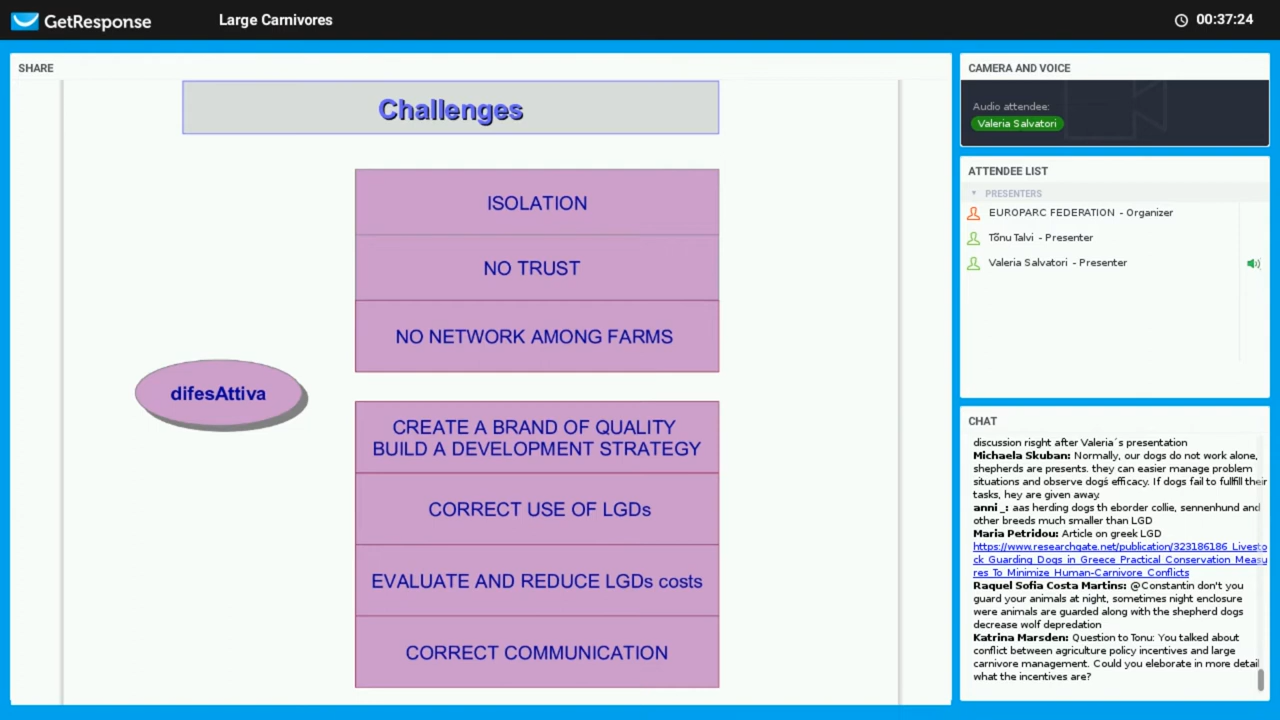 GetResponse
Large Carnivores
00:37:24
SHARE
Challenges
ISOLATION
NO TRUST
NO NETWORK AMONG FARMS
difesAttiva
CREATE A BRAND OF QUALITY
BUILD A DEVELOPMENT STRATEGY
CORRECT USE OF LGDs
EVALUATE AND REDUCE LGDs costs
CORRECT COMMUNICATION
CAMERA AND VOICE
Audio attendee:
Valeria Salvatori
ATTENDEE LIST
PRESENTERS
EUROPARC FEDERATION - Organizer
Tõnu Talvi - Presenter
Valeria Salvatori - Presenter
CHAT
discussion risght after Valeria´s presentation
Michaela Skuban: Normally, our dogs do not work alone,
shepherds are presents. they can easier manage problem
situations and observe dogś efficacy. If dogs fail to fullfill their
tasks, hey are given away.
anni _: aas herding dogs th eborder collie, sennenhund and
other breeds much smaller than LGD
Maria Petridou: Article on greek LGD
https://www.researchgate.net/publication/323186186_Livesto
ck_Guarding_Dogs_in_Greece_Practical_Conservation_Measu
res_To_Minimize_Human-Carnivore_Conflicts
Raquel Sofia Costa Martins: @Constantin don't you
guard your animals at night, sometimes night enclosure
were animals are guarded along with the shepherd dogs
decrease wolf depredation
Katrina Marsden: Question to Tonu: You talked about
conflict between agriculture policy incentives and large
carnivore management. Could you eleborate in more detail
what the incentives are?